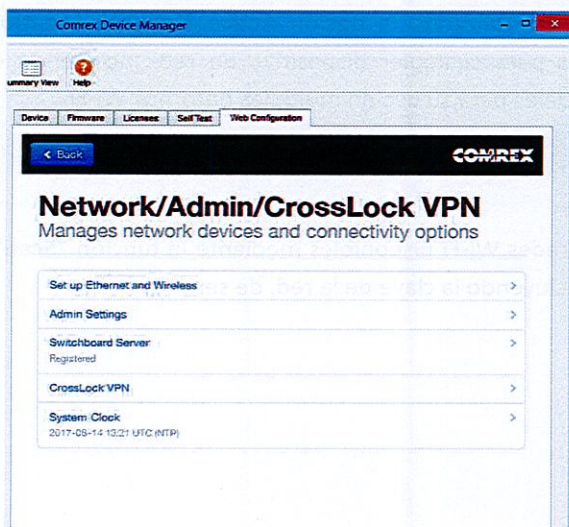 Comrex Device Manager
ummary View Help
Device Firmware Licenses Self Test Web Configuration
< Back COMREX
Network/Admin/CrossLock VPN
Manages network devices and connectivity options
Set up Ethernet and Wireless >
Admin Settings >
Switchboard Server >
Registered
CrossLock VPN >
System Clock >
2017-08-14 13:21 UTC (NTP)